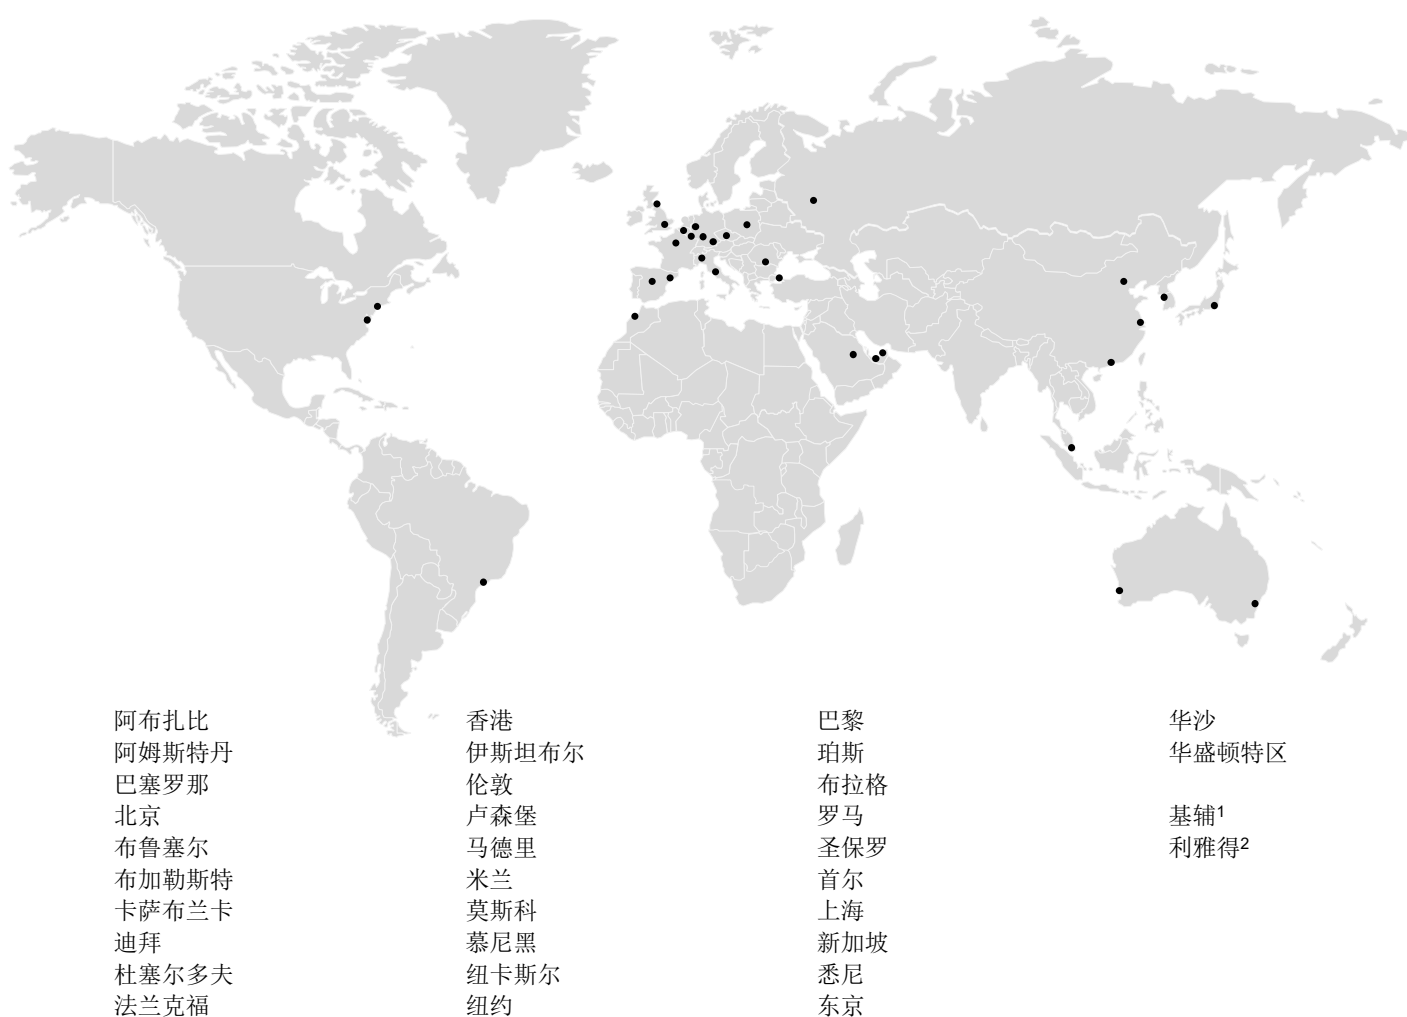 阿布扎比
阿姆斯特丹
巴塞罗那
北京
布鲁塞尔
布加勒斯特
卡萨布兰卡
迪拜
杜塞尔多夫
法兰克福
香港
伊斯坦布尔
伦敦
卢森堡
马德里
米兰
莫斯科
慕尼黑
纽卡斯尔
纽约
巴黎
珀斯
布拉格
罗马
圣保罗
首尔
上海
新加坡
悉尼
东京
华沙
华盛顿特区
基辅1
利雅得2